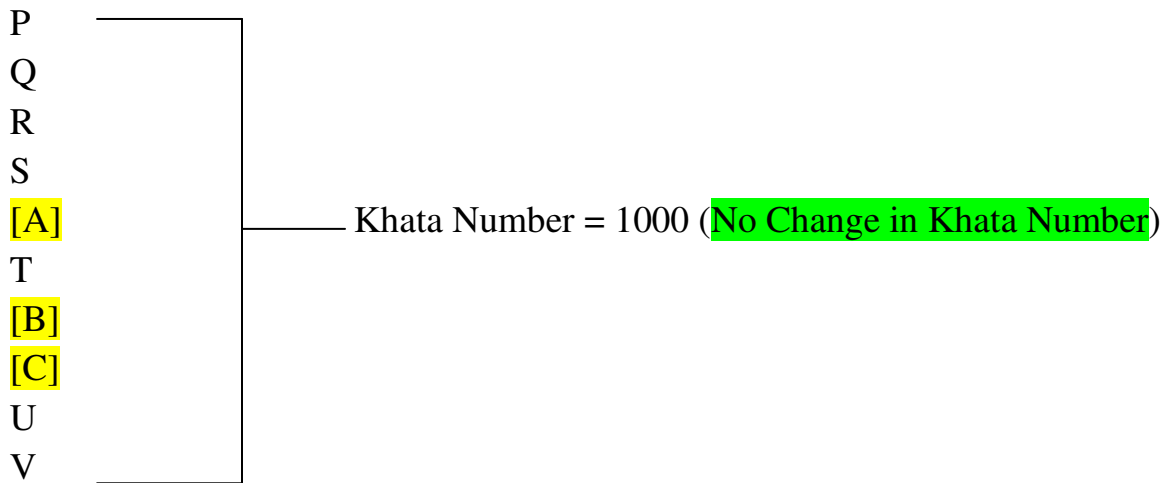 P
Q
R
S
[A]
Khata Number = 1000 (No Change in Khata Number)
T
[B]
[C]
U
V